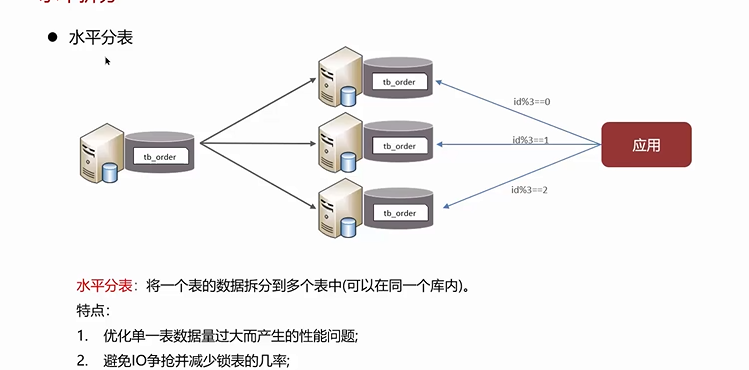 ● 水平分表
tb_order
tb_order
tb_order
tb_order
id%3==0
id%3==1
id%3==2
应用
水平分表：将一个表的数据拆分到多个表中(可以在同一个库内)。
特点：
1. 优化单一表数据量过大而产生的性能问题;
2. 避免IO争抢并减少锁表的几率;